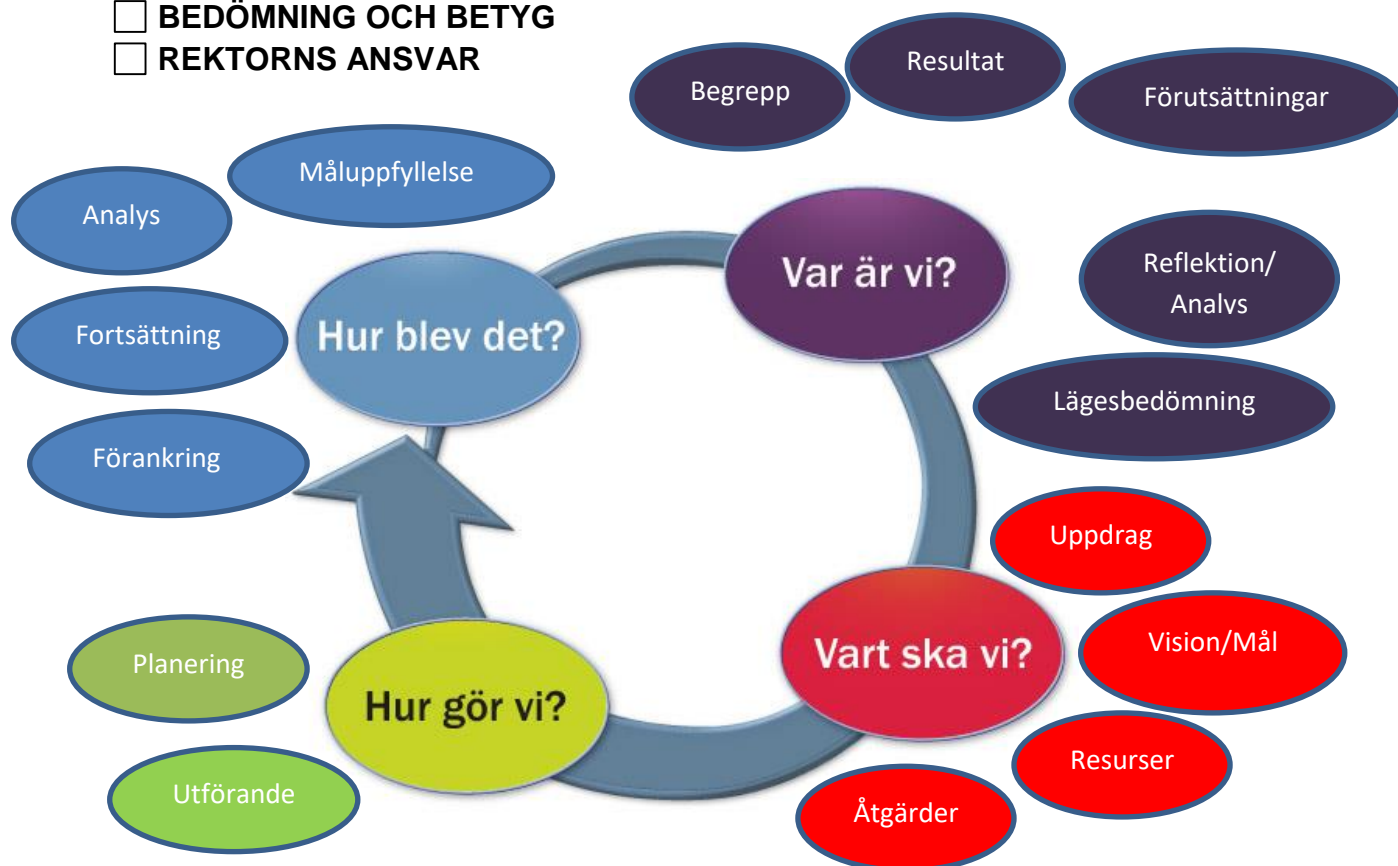 ☐ BEDÖMNING OCH BETYG
☐ REKTORNS ANSVAR
Begrepp
Resultat
Förutsättningar
Måluppfyllelse
Analys
Fortsättning
Förankring
Hur blev det?
Var är vi?
Reflektion/
Analys
Lägesbedömning
Uppdrag
Vision/Mål
Resurser
Åtgärder
Vart ska vi?
Hur gör vi?
Planering
Utförande